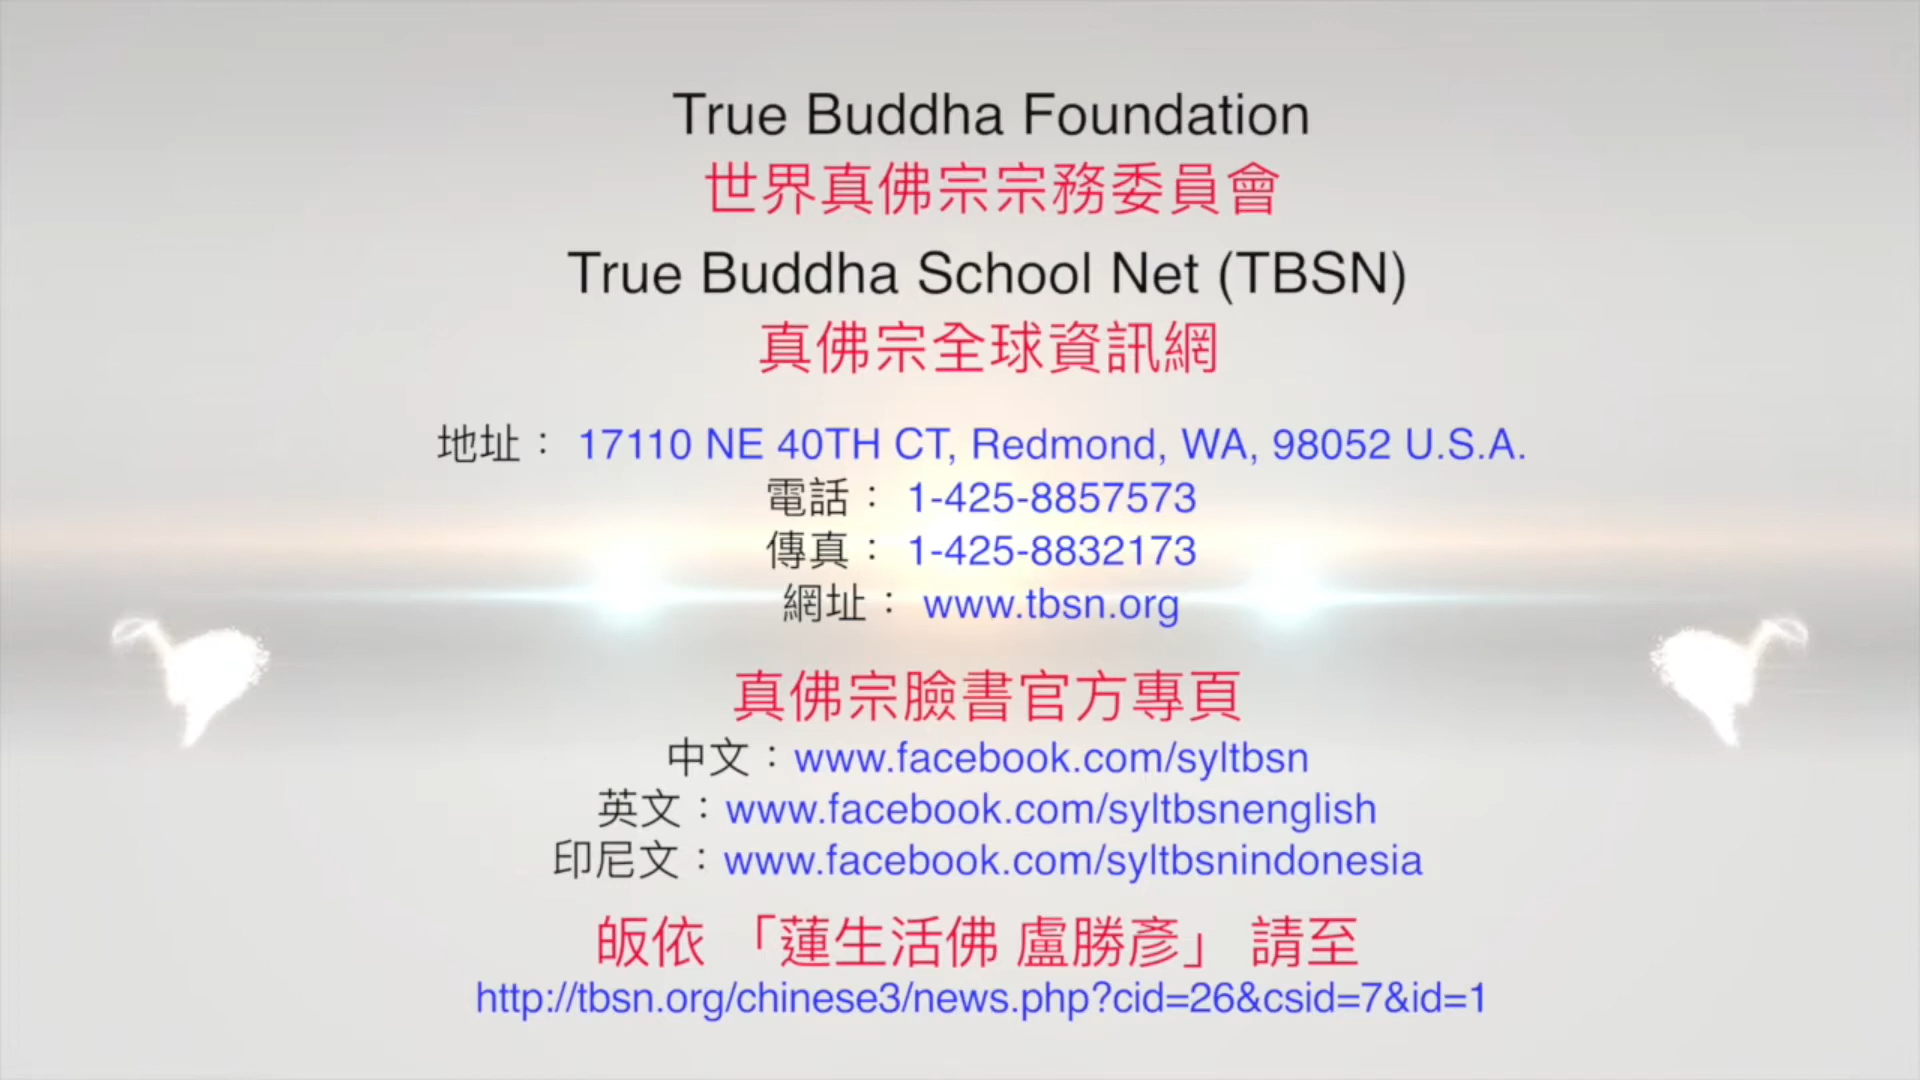 True Buddha Foundation
世界真佛宗宗務委員會
True Buddha School Net (TBSN)
真佛宗全球資訊網
地址： 17110 NE 40TH CT, Redmond, WA, 98052 U.S.A.
電話： 1-425-8857573
傳真： 1-425-8832173
網址： www.tbsn.org
真佛宗臉書官方專頁
中文：www.facebook.com/syltbsn
英文：www.facebook.com/syltbsnenglish
印尼文：www.facebook.com/syltbsnindonesia
皈依 「蓮生活佛 盧勝彥」 請至
http://tbsn.org/chinese3/news.php?cid=26&csid=7&id=1